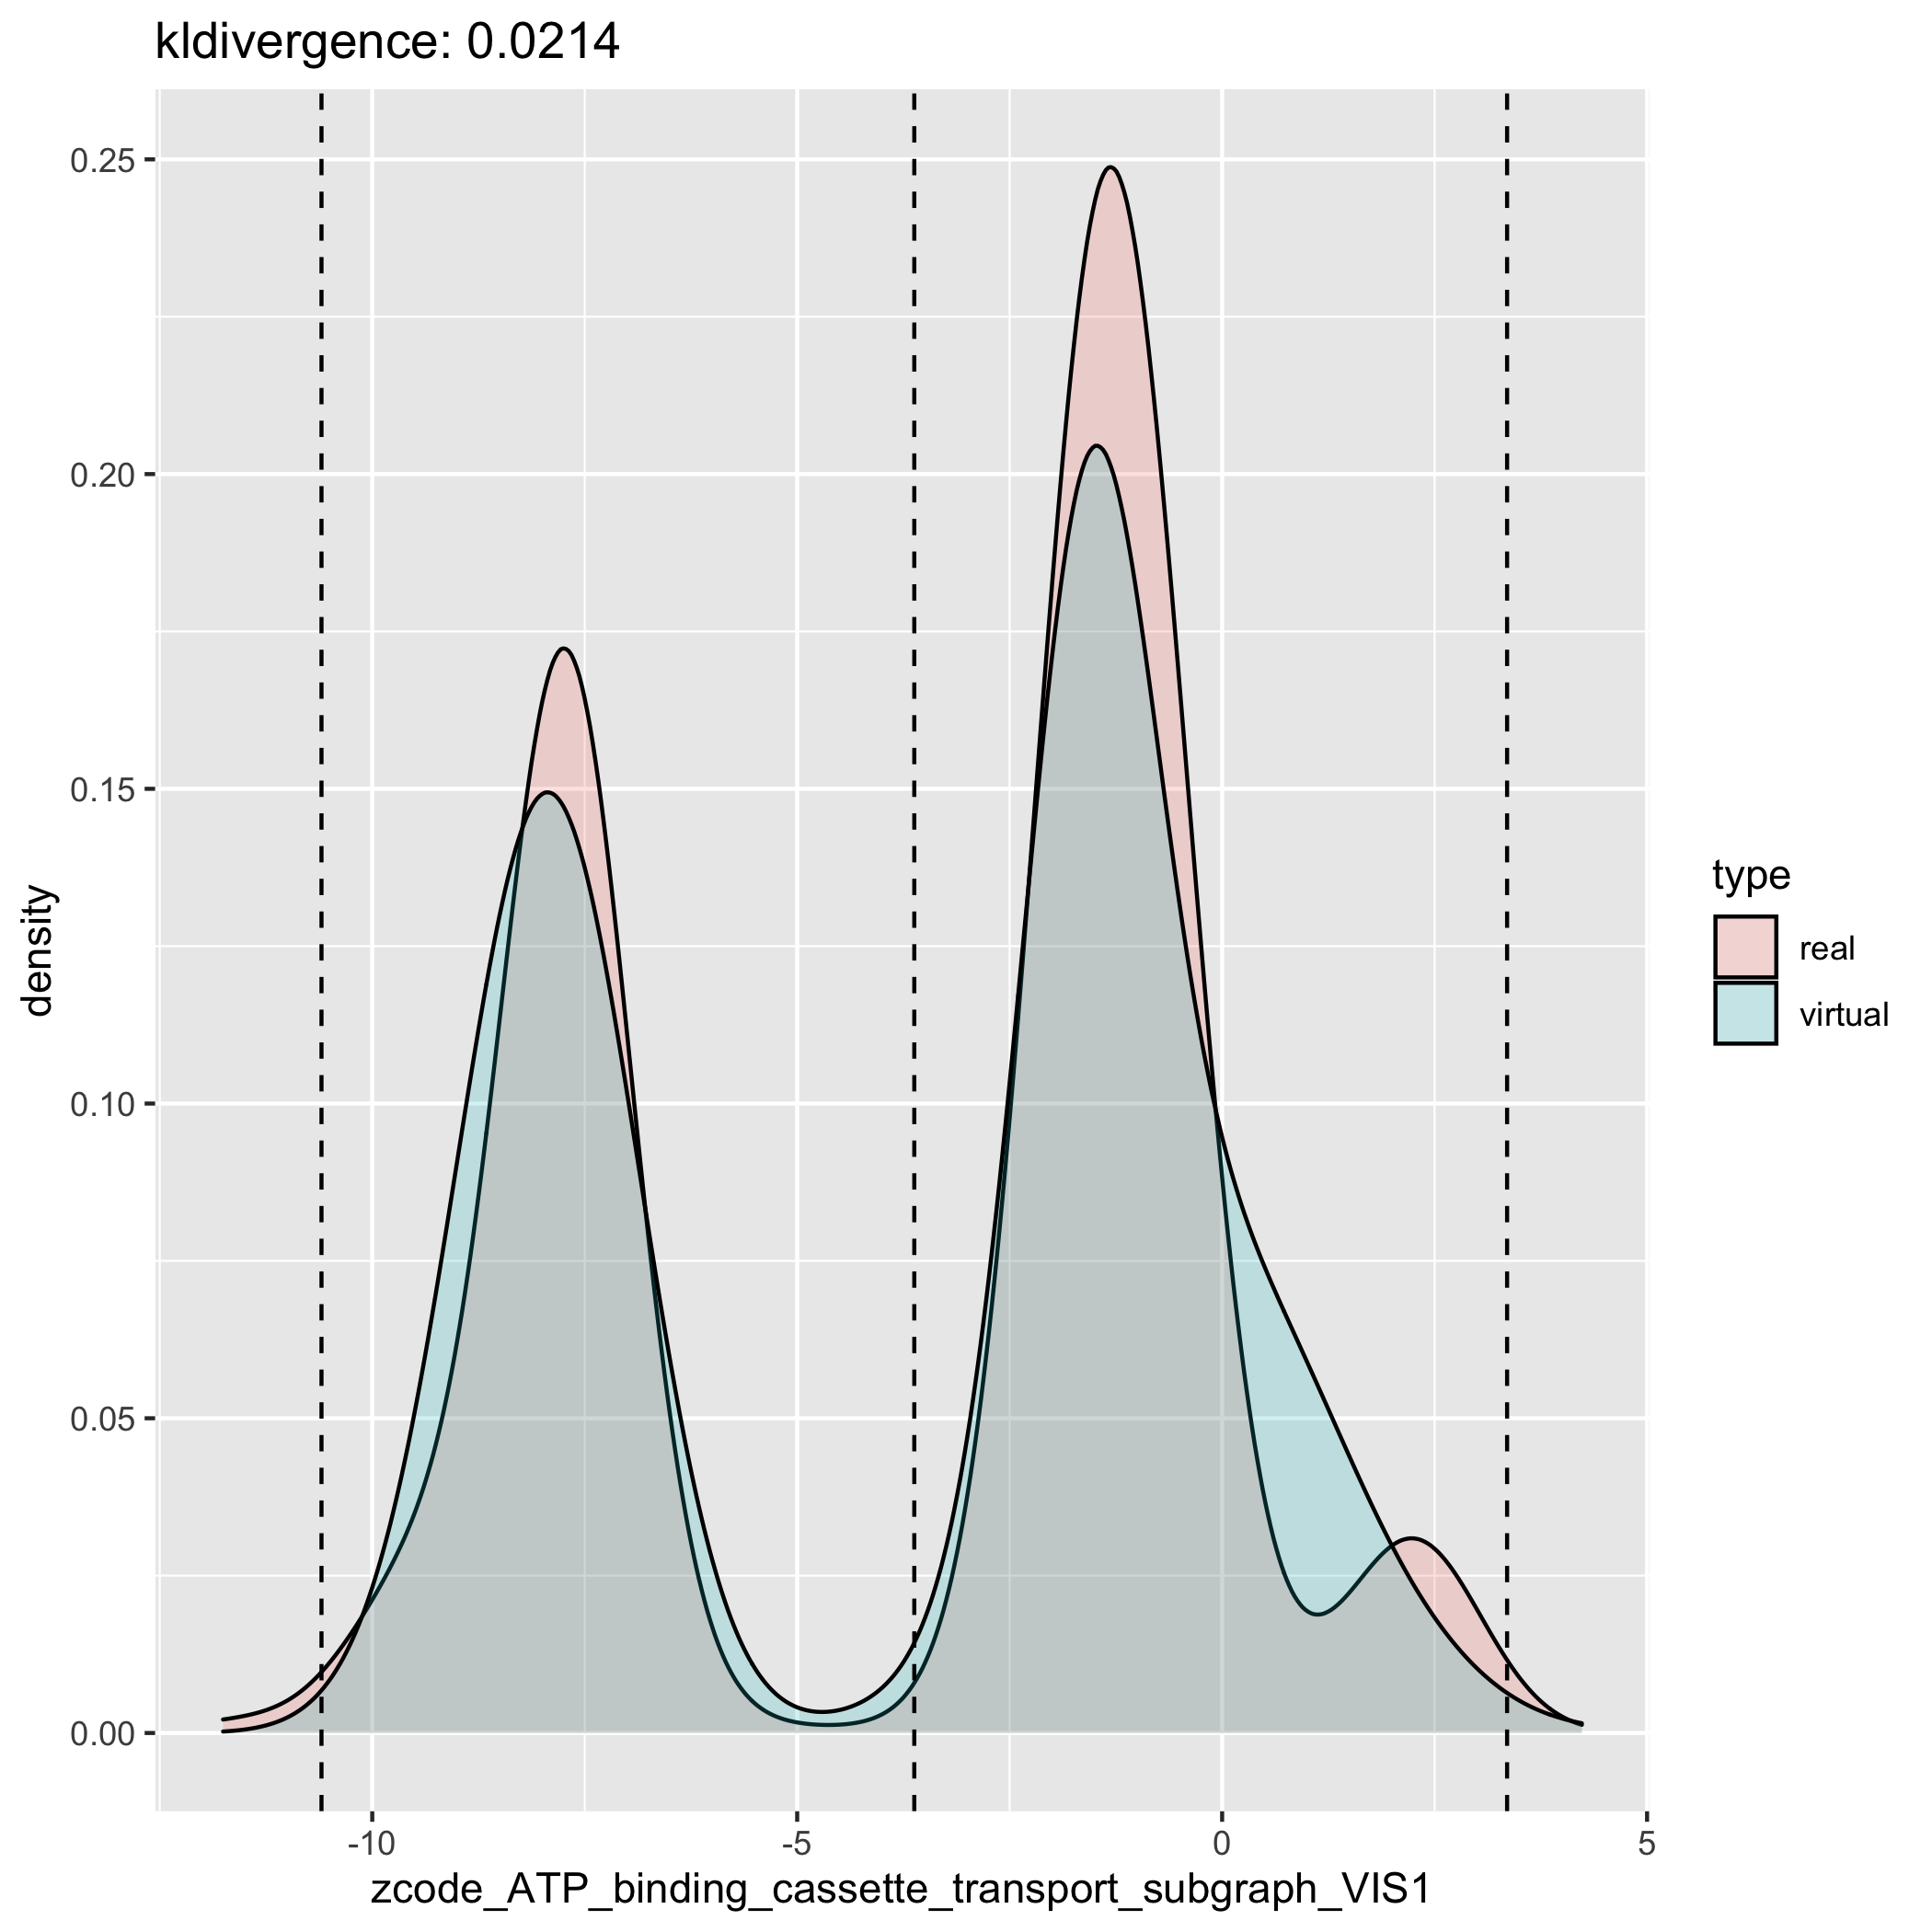 kldivergence: 0.0214
0.25
0.20
0.15
0.10
0.05
0.00
density
-10
-5
0
5
zcode_ATP_binding_cassette_transport_subgraph_VIS1
type
real
virtual